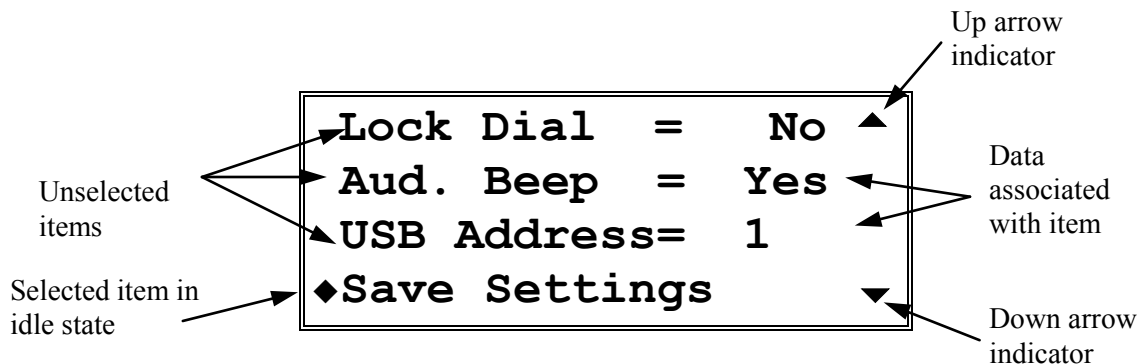 Up arrow
indicator
Lock Dial = No ▲
Aud. Beep = Yes
USB Address= 1
◆Save Settings ▼
Unselected
items
Data
associated
with item
Selected item in
idle state
Down arrow
indicator